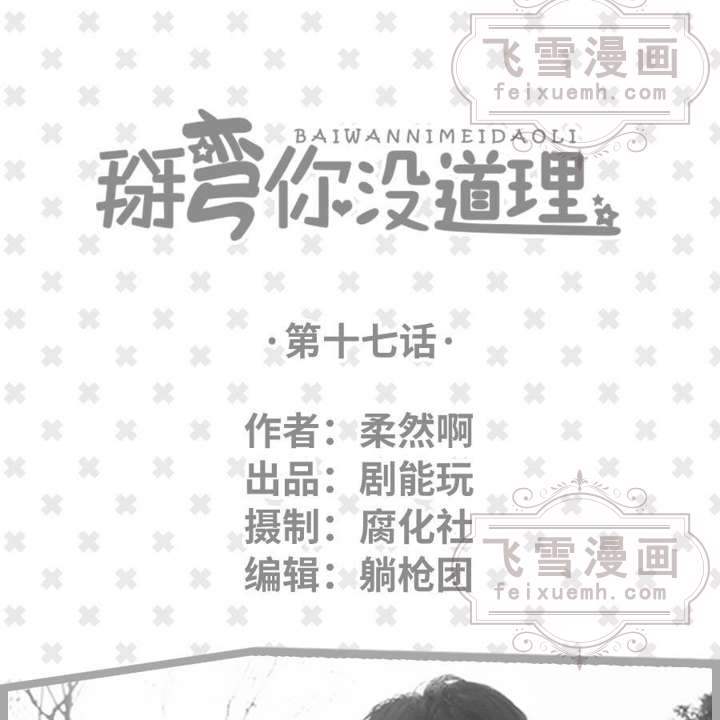 飞雪漫画
feixuemh.com
BAIWANNIMEIDAOLI
掰弯你没道理
·第十七话·
作者：柔然啊
出品：剧能玩
摄制：腐化社
编辑：躺枪团
飞雪漫画
feixuemh.com